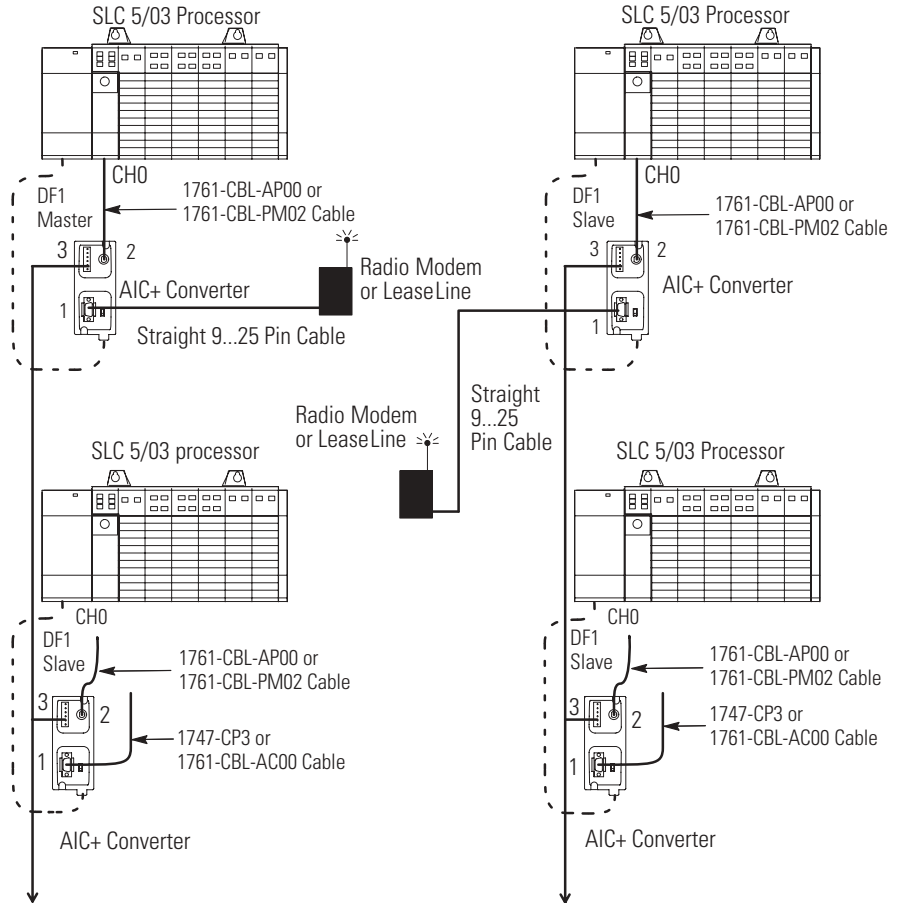 SLC 5/03 Processor
CH0
DF1
Master
1761-CBL-AP00 or
1761-CBL-PM02 Cable
3
2
1
AIC+ Converter
Radio Modem
or LeaseLine
Straight 9...25 Pin Cable
SLC 5/03 Processor
CH0
DF1
Slave
1761-CBL-AP00 or
1761-CBL-PM02 Cable
3
2
1
AIC+ Converter
Straight
9...25
Pin Cable
Radio Modem
or LeaseLine
SLC 5/03 processor
CH0
DF1
Slave
1761-CBL-AP00 or
1761-CBL-PM02 Cable
3
2
1
1747-CP3 or
1761-CBL-AC00 Cable
AIC+ Converter
SLC 5/03 Processor
CH0
DF1
Slave
1761-CBL-AP00 or
1761-CBL-PM02 Cable
3
2
1
1747-CP3 or
1761-CBL-AC00 Cable
AIC+ Converter